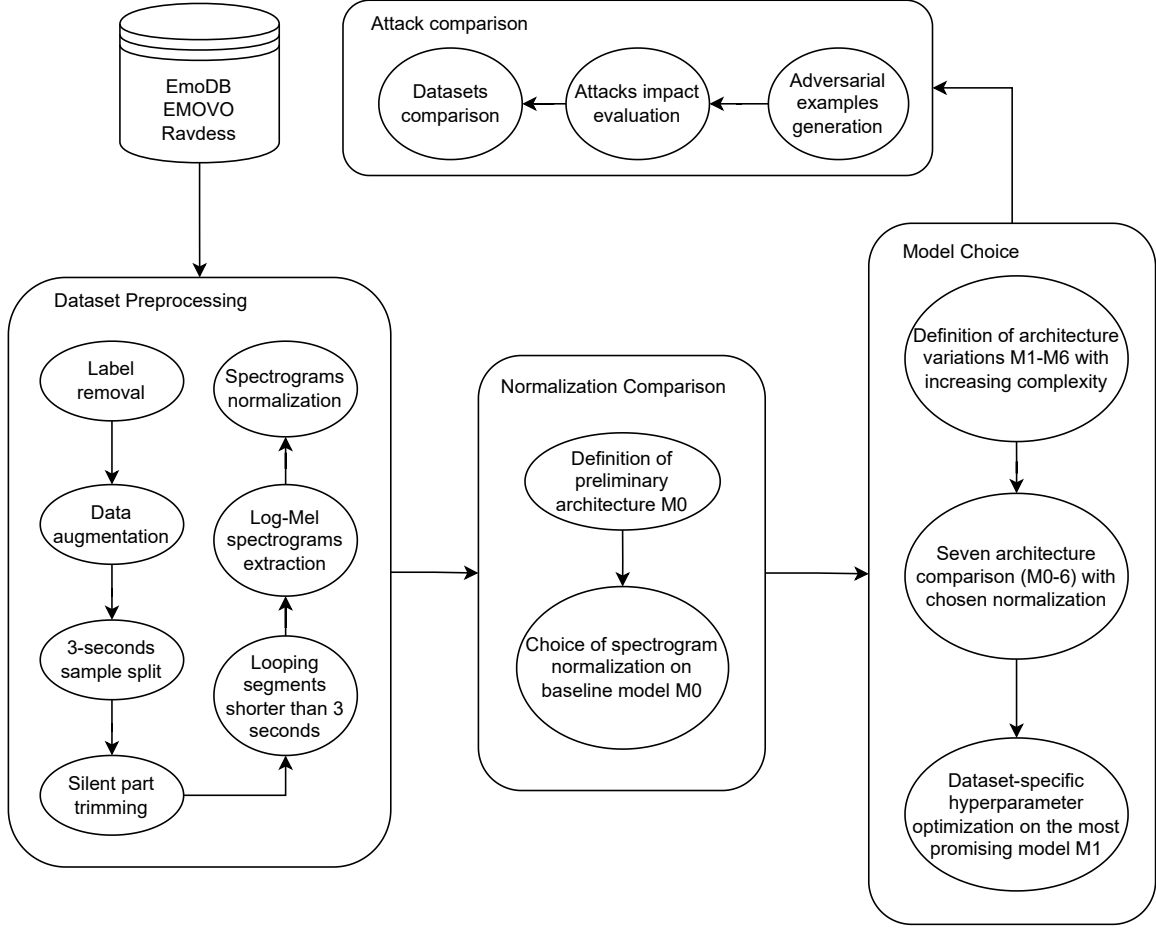 EmoDB
EMOVO
Ravdess
Attack comparison
Datasets
comparison
Attacks impact
evaluation
Adversarial
examples
generation
Dataset Preprocessing
Label
removal
Data
augmentation
3-seconds
sample split
Silent part
trimming
Looping
segments
shorter than 3
seconds
Log-Mel
spectrograms
extraction
Spectrograms
normalization
Normalization Comparison
Definition of
preliminary
architecture M0
Choice of spectrogram
normalization on
baseline model M0
Model Choice
Definition of architecture
variations M1-M6 with
increasing complexity
Seven architecture
comparison (M0-6) with
chosen normalization
Dataset-specific
hyperparameter
optimization on the most
promising model M1